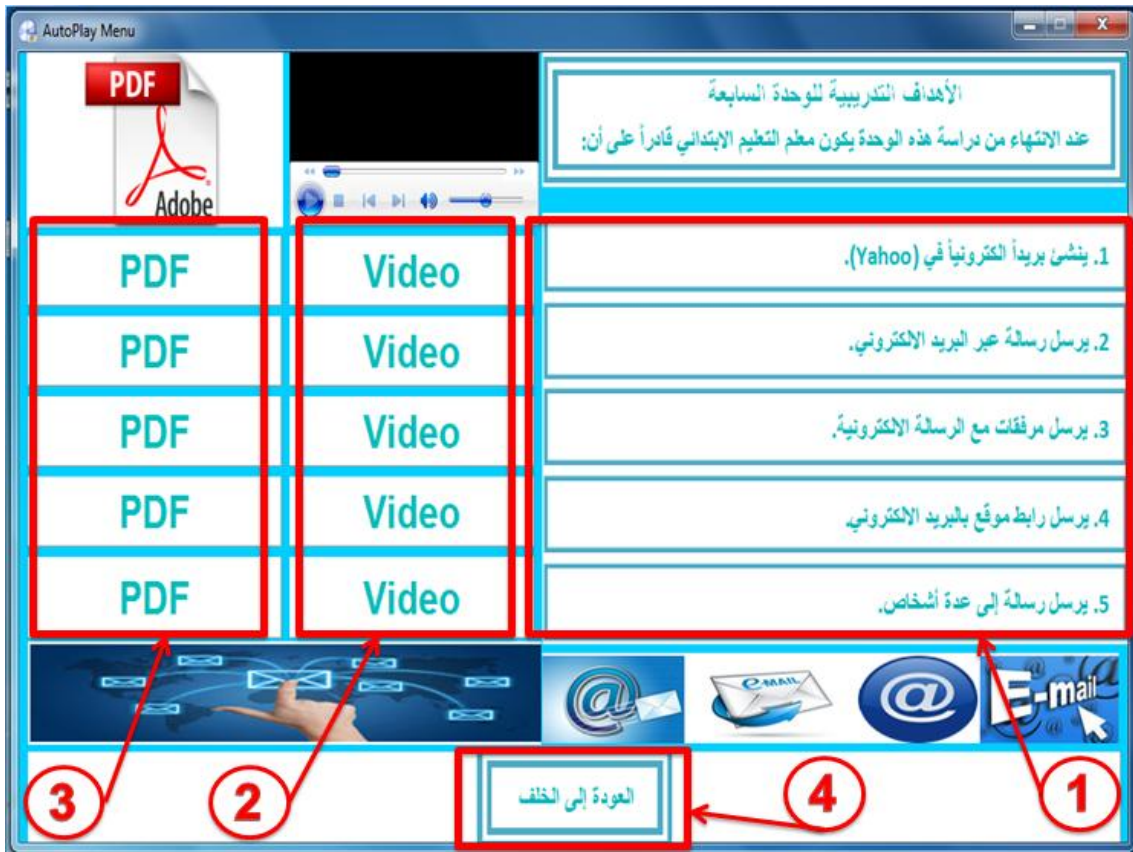 AutoPlay Menu
PDF
Adobe
الأهداف التدريبية للوحدة السابعة
عند الانتهاء من دراسة هذه الوحدة يكون معلم التعليم الابتدائي قادراً على أن:
1. ينشئ بريداً الكترونياً في (Yahoo).
Video
PDF
2. يرسل رسالة عبر البريد الالكتروني.
Video
PDF
3. يرسل مرفقات مع الرسالة الالكترونية.
Video
PDF
4. يرسل رابط موقع بالبريد الالكتروني.
Video
PDF
5. يرسل رسالة إلى عدة أشخاص.
Video
PDF
@
e-MAIL
@
E-mail
العودة إلى الخلف
1
4
2
3